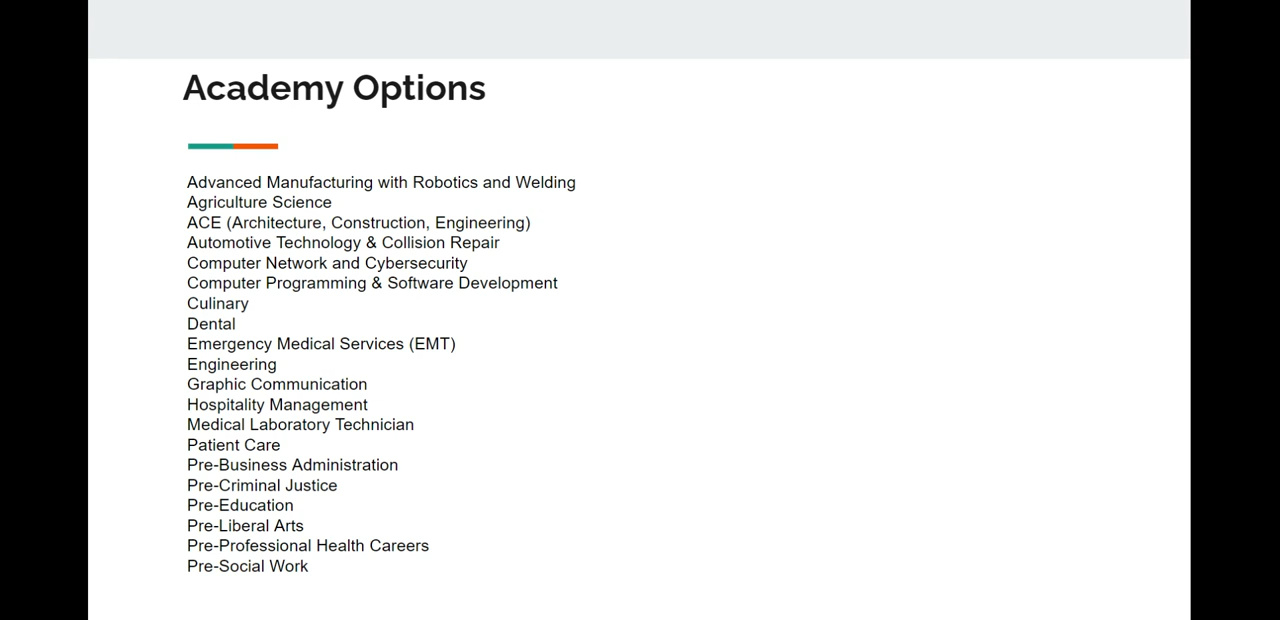 Academy Options
Advanced Manufacturing with Robotics and Welding
Agriculture Science
ACE (Architecture, Construction, Engineering)
Automotive Technology & Collision Repair
Computer Network and Cybersecurity
Computer Programming & Software Development
Culinary
Dental
Emergency Medical Services (EMT)
Engineering
Graphic Communication
Hospitality Management
Medical Laboratory Technician
Patient Care
Pre-Business Administration
Pre-Criminal Justice
Pre-Education
Pre-Liberal Arts
Pre-Professional Health Careers
Pre-Social Work